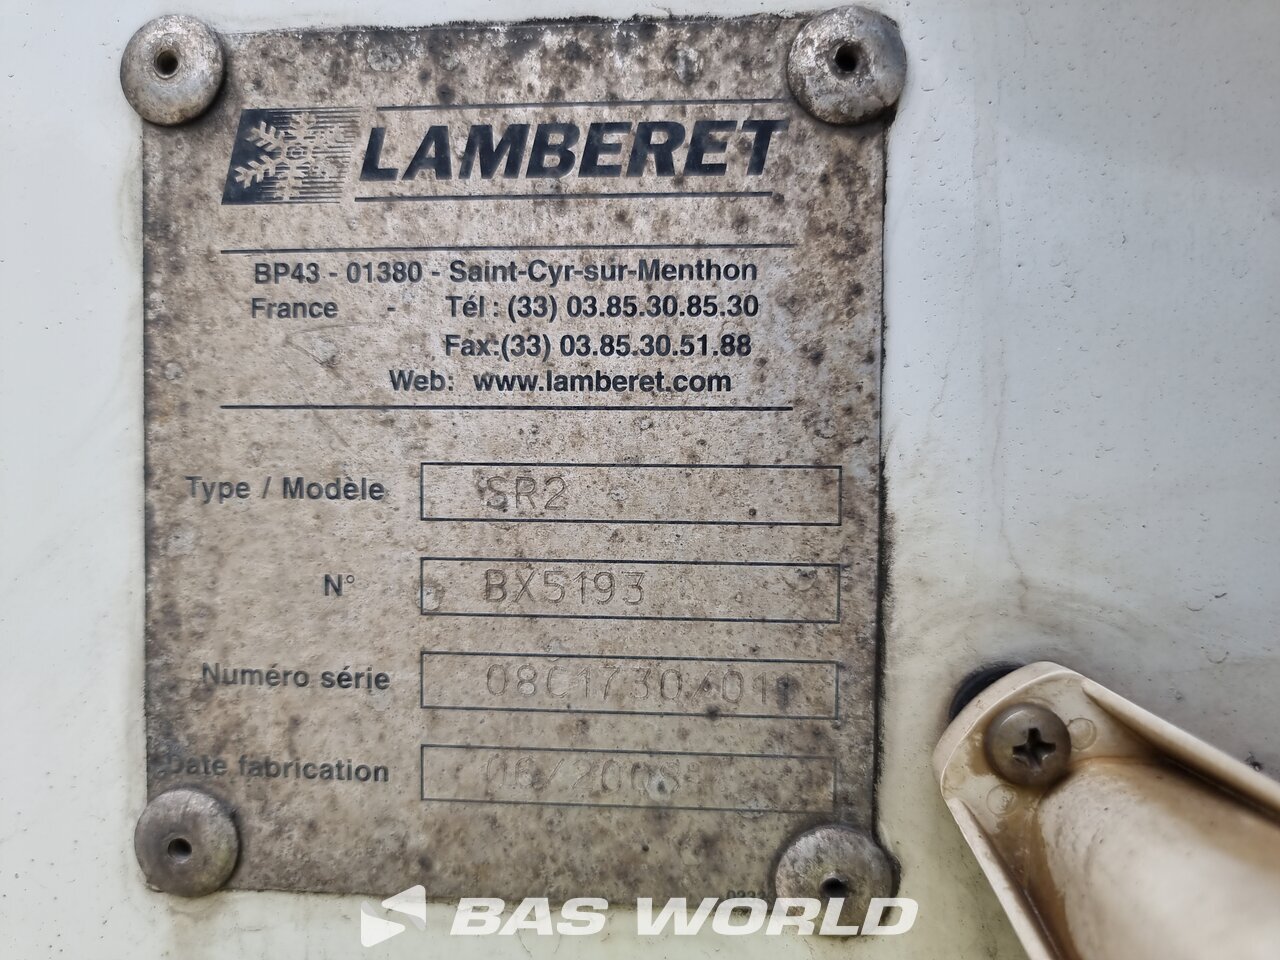 LAMBERET
BP43 - 01380 - Saint-Cyr-sur-Menthon
France - Tél : (33) 03.85.30.85.30
Fax:(33) 03.85.30.51.88
Web: www.lamberet.com
Type / Modèle SR2
N° BX5193
Numéro série 08C1730/01
Date fabrication 06/2008
BAS WORLD